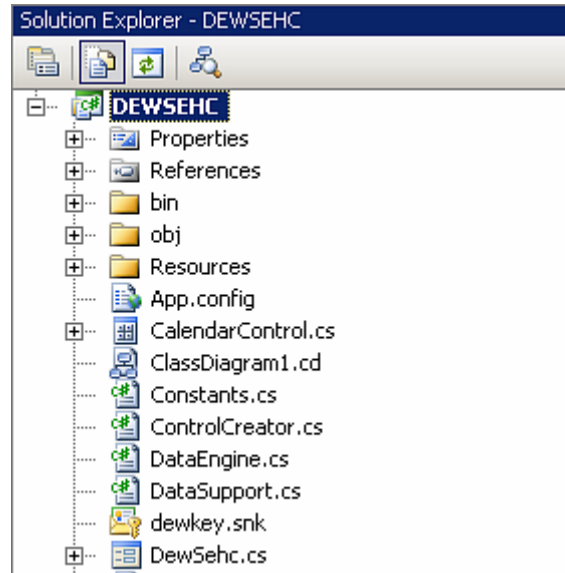 Solution Explorer - DEWSEHC
DEWSEHC
Properties
References
bin
obj
Resources
App.config
CalendarControl.cs
ClassDiagram1.cd
Constants.cs
ControlCreator.cs
DataEngine.cs
DataSupport.cs
dewkey.snk
DewSehc.cs